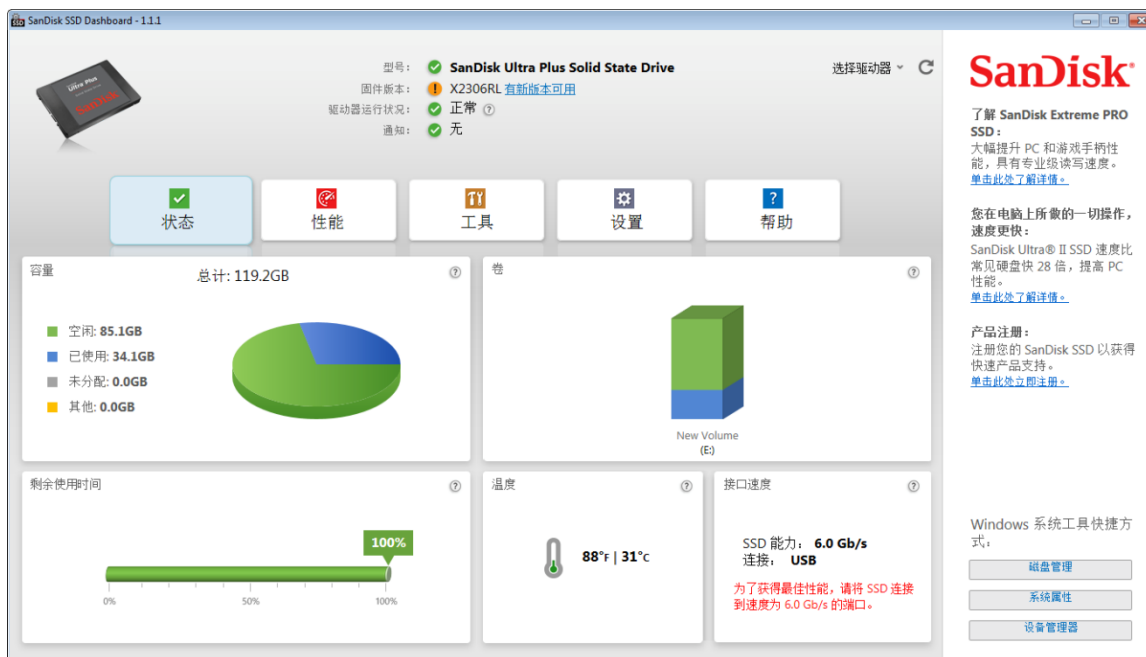 SanDisk SSD Dashboard - 1.1.1
型号: SanDisk Ultra Plus Solid State Drive
选择驱动器
固件版本: X2306RL 有新版本可用
驱动器运行状况: 正常
通知: 无
Ultra Plus
SanDisk
状态
性能
工具
设置
帮助
容量
总计: 119.2GB
空闲: 85.1GB
已使用: 34.1GB
未分配: 0.0GB
其他: 0.0GB
卷
New Volume
(E:)
剩余使用时间
100%
0% 50% 100%
温度
88°F | 31°C
接口速度
SSD 能力: 6.0 Gb/s
连接: USB
为了获得最佳性能，请将 SSD 连接
到速度为 6.0 Gb/s 的端口。
SanDisk
了解 SanDisk Extreme PRO
SSD：
大幅提升 PC 和游戏手柄性
能，具有专业级读写速度。
单击此处了解详情。
您在电脑上所做的一切操作，
速度更快：
SanDisk Ultra® II SSD 速度比
常见硬盘快 28 倍，提高 PC
性能。
单击此处了解详情。
产品注册：
注册您的 SanDisk SSD 以获得
快速产品支持。
单击此处立即注册。
Windows 系统工具快捷方
式:
磁盘管理
系统属性
设备管理器